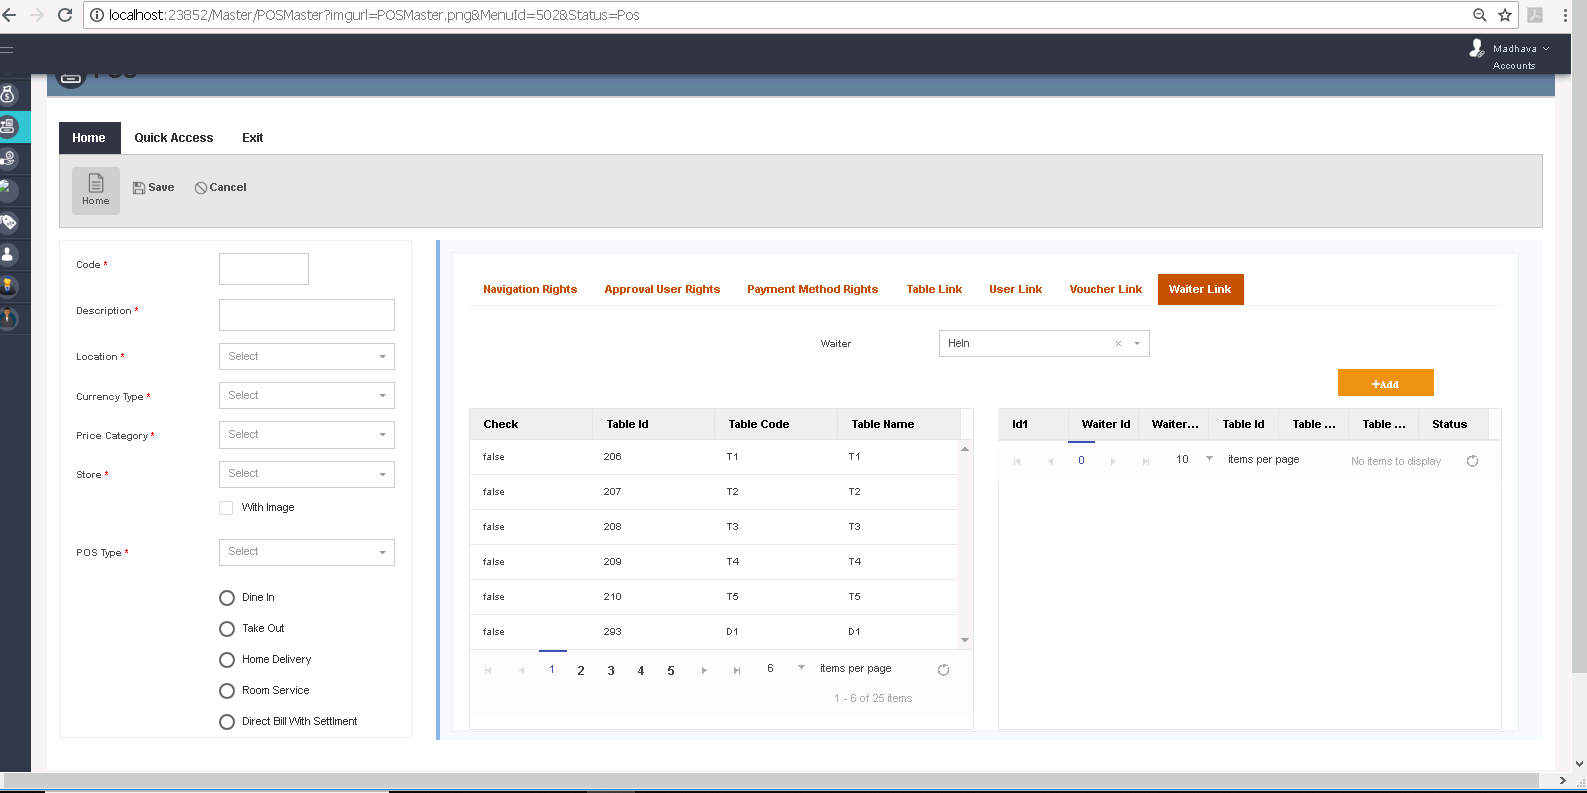 localhost:23852/Master/POSMaster?imgurl=POSMaster.png&MenuId=502&Status=Pos
Madhava
Accounts
Home Quick Access Exit
Home Save Cancel
Code *
Description *
Location * Select
Currency Type * Select
Price Category * Select
Store * Select
With Image
POS Type * Select
Dine In
Take Out
Home Delivery
Room Service
Direct Bill With Settlment
Navigation Rights Approval User Rights Payment Method Rights Table Link User Link Voucher Link Waiter Link
Waiter Heln ×
+Add
Check Table Id Table Code Table Name
false 206 T1 T1
false 207 T2 T2
false 208 T3 T3
false 209 T4 T4
false 210 T5 T5
false 293 D1 D1
1 2 3 4 5 6 items per page
1 - 6 of 25 items
Id1 Waiter Id Waiter... Table Id Table ... Table ... Status
0 10 items per page No items to display